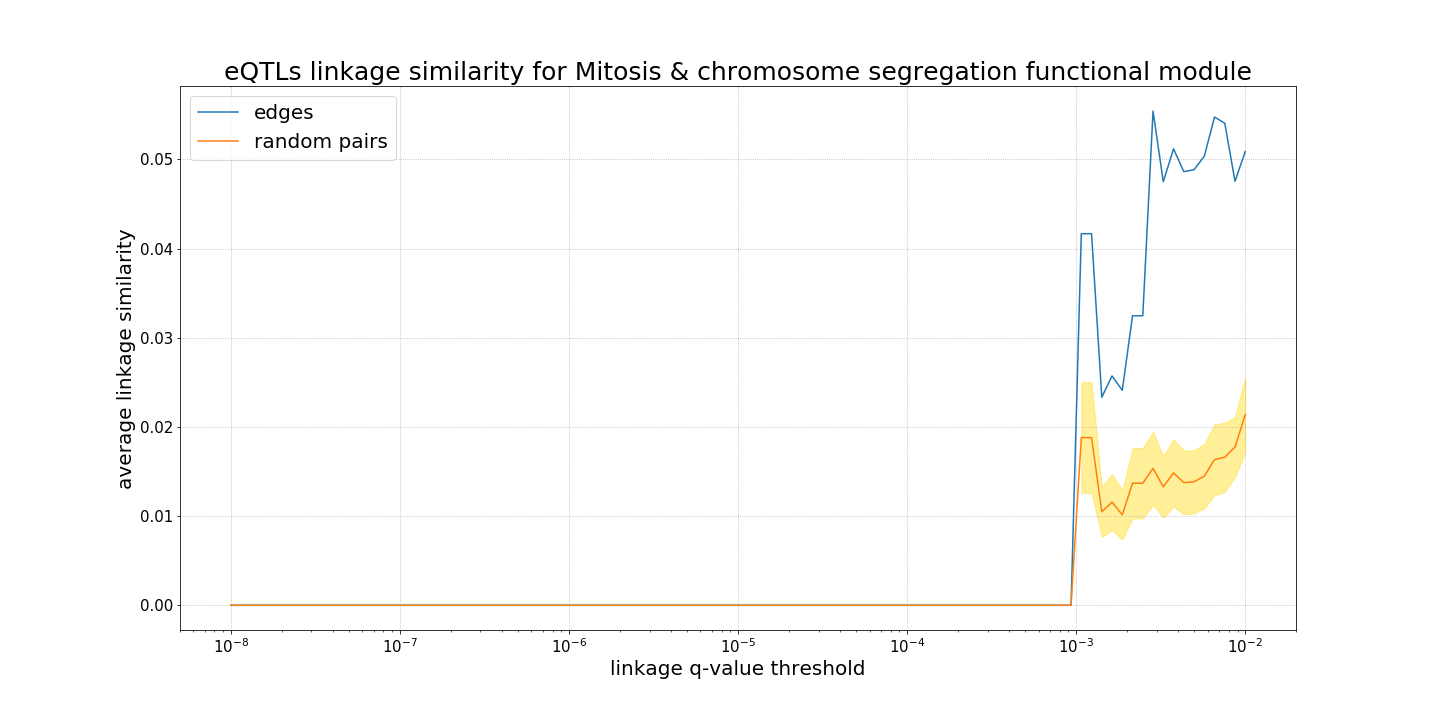 eQTLs linkage similarity for Mitosis & chromosome segregation functional module
edges
random pairs
average linkage similarity
0.05
0.04
0.03
0.02
0.01
0.00
10⁻⁸ 10⁻⁷ 10⁻⁶ 10⁻⁵ 10⁻⁴ 10⁻³ 10⁻²
linkage q-value threshold